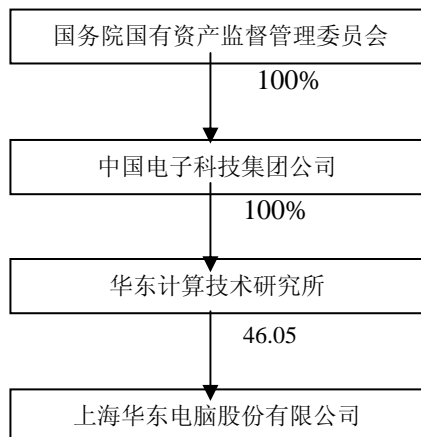 国务院国有资产监督管理委员会
100%
中国电子科技集团公司
100%
华东计算技术研究所
46.05
上海华东电脑股份有限公司